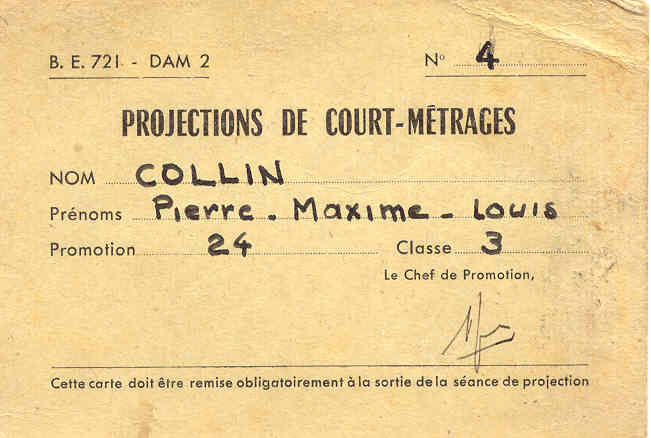 B. E. 721 - DAM 2 N° 4
PROJECTIONS DE COURT-MÉTRAGES
NOM COLLIN
Prénoms Pierre - Maxime - Louis
Promotion 24 Classe 3
Le Chef de Promotion,
Cette carte doit être remise obligatoirement à la sortie de la séance de projection